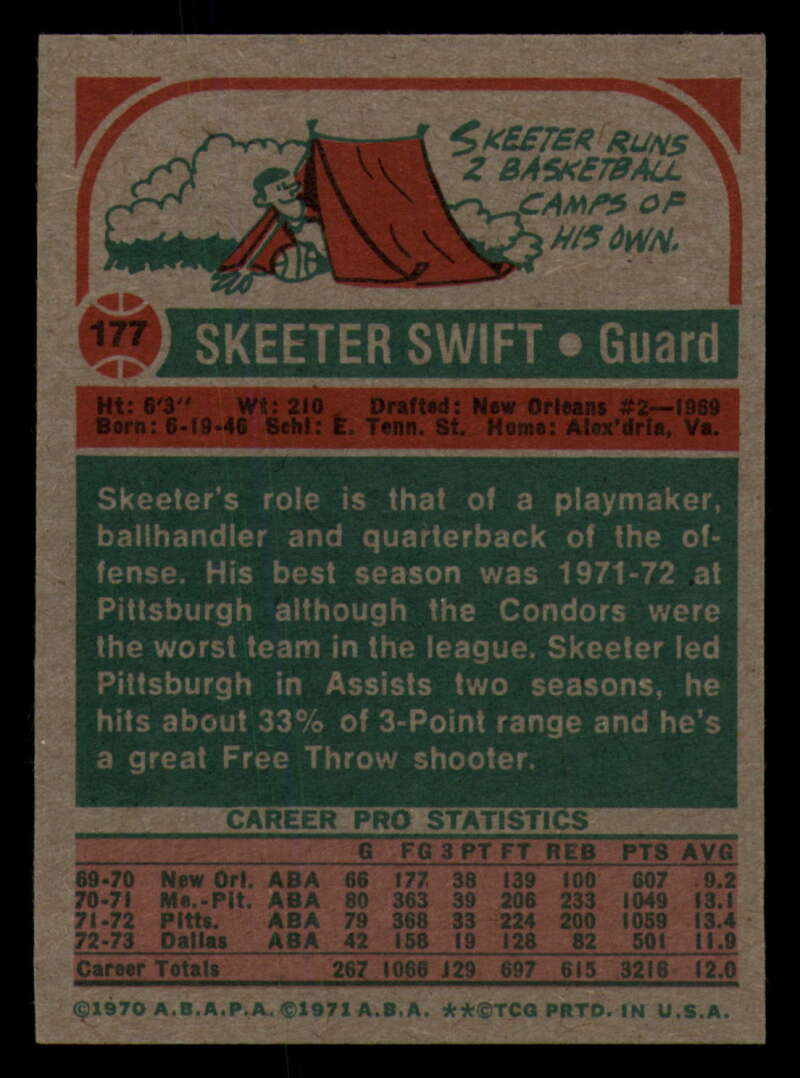 SKEETER RUNS
2 BASKETBALL
CAMPS OF
HIS OWN.
177 SKEETER SWIFT • Guard
Ht: 6'3" Wt: 210 Drafted: New Orleans #2—1969
Born: 6-19-46 Schl: E. Tenn. St. Home: Alex'dria, Va.
Skeeter's role is that of a playmaker,
ballhandler and quarterback of the of-
fense. His best season was 1971-72 at
Pittsburgh although the Condors were
the worst team in the league. Skeeter led
Pittsburgh in Assists two seasons, he
hits about 33% of 3-Point range and he's
a great Free Throw shooter.
CAREER PRO STATISTICS
G FG 3 PT FT REB PTS AVG
69-70 New Orl. ABA 66 177 38 139 100 607 9.2
70-71 Me.-Pit. ABA 80 363 39 206 233 1049 13.1
71-72 Pitts. ABA 79 368 33 224 200 1059 13.4
72-73 Dallas ABA 42 158 19 128 82 501 11.9
Career Totals 267 1066 129 697 615 3216 12.0
©1970 A.B.A.P.A. ©1971 A.B.A. **©TCG PRTD. IN U.S.A.